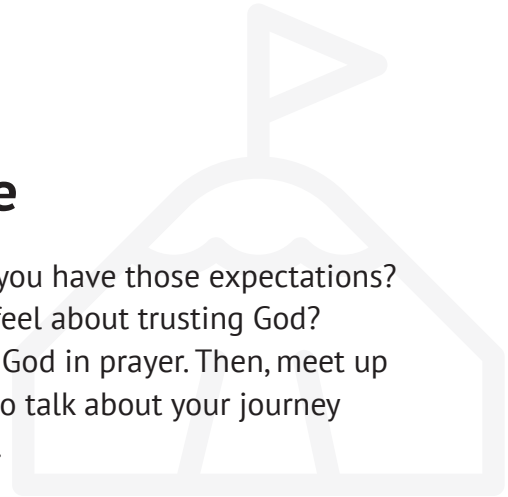 e
you have those expectations?
feel about trusting God?
God in prayer. Then, meet up
o talk about your journey
.